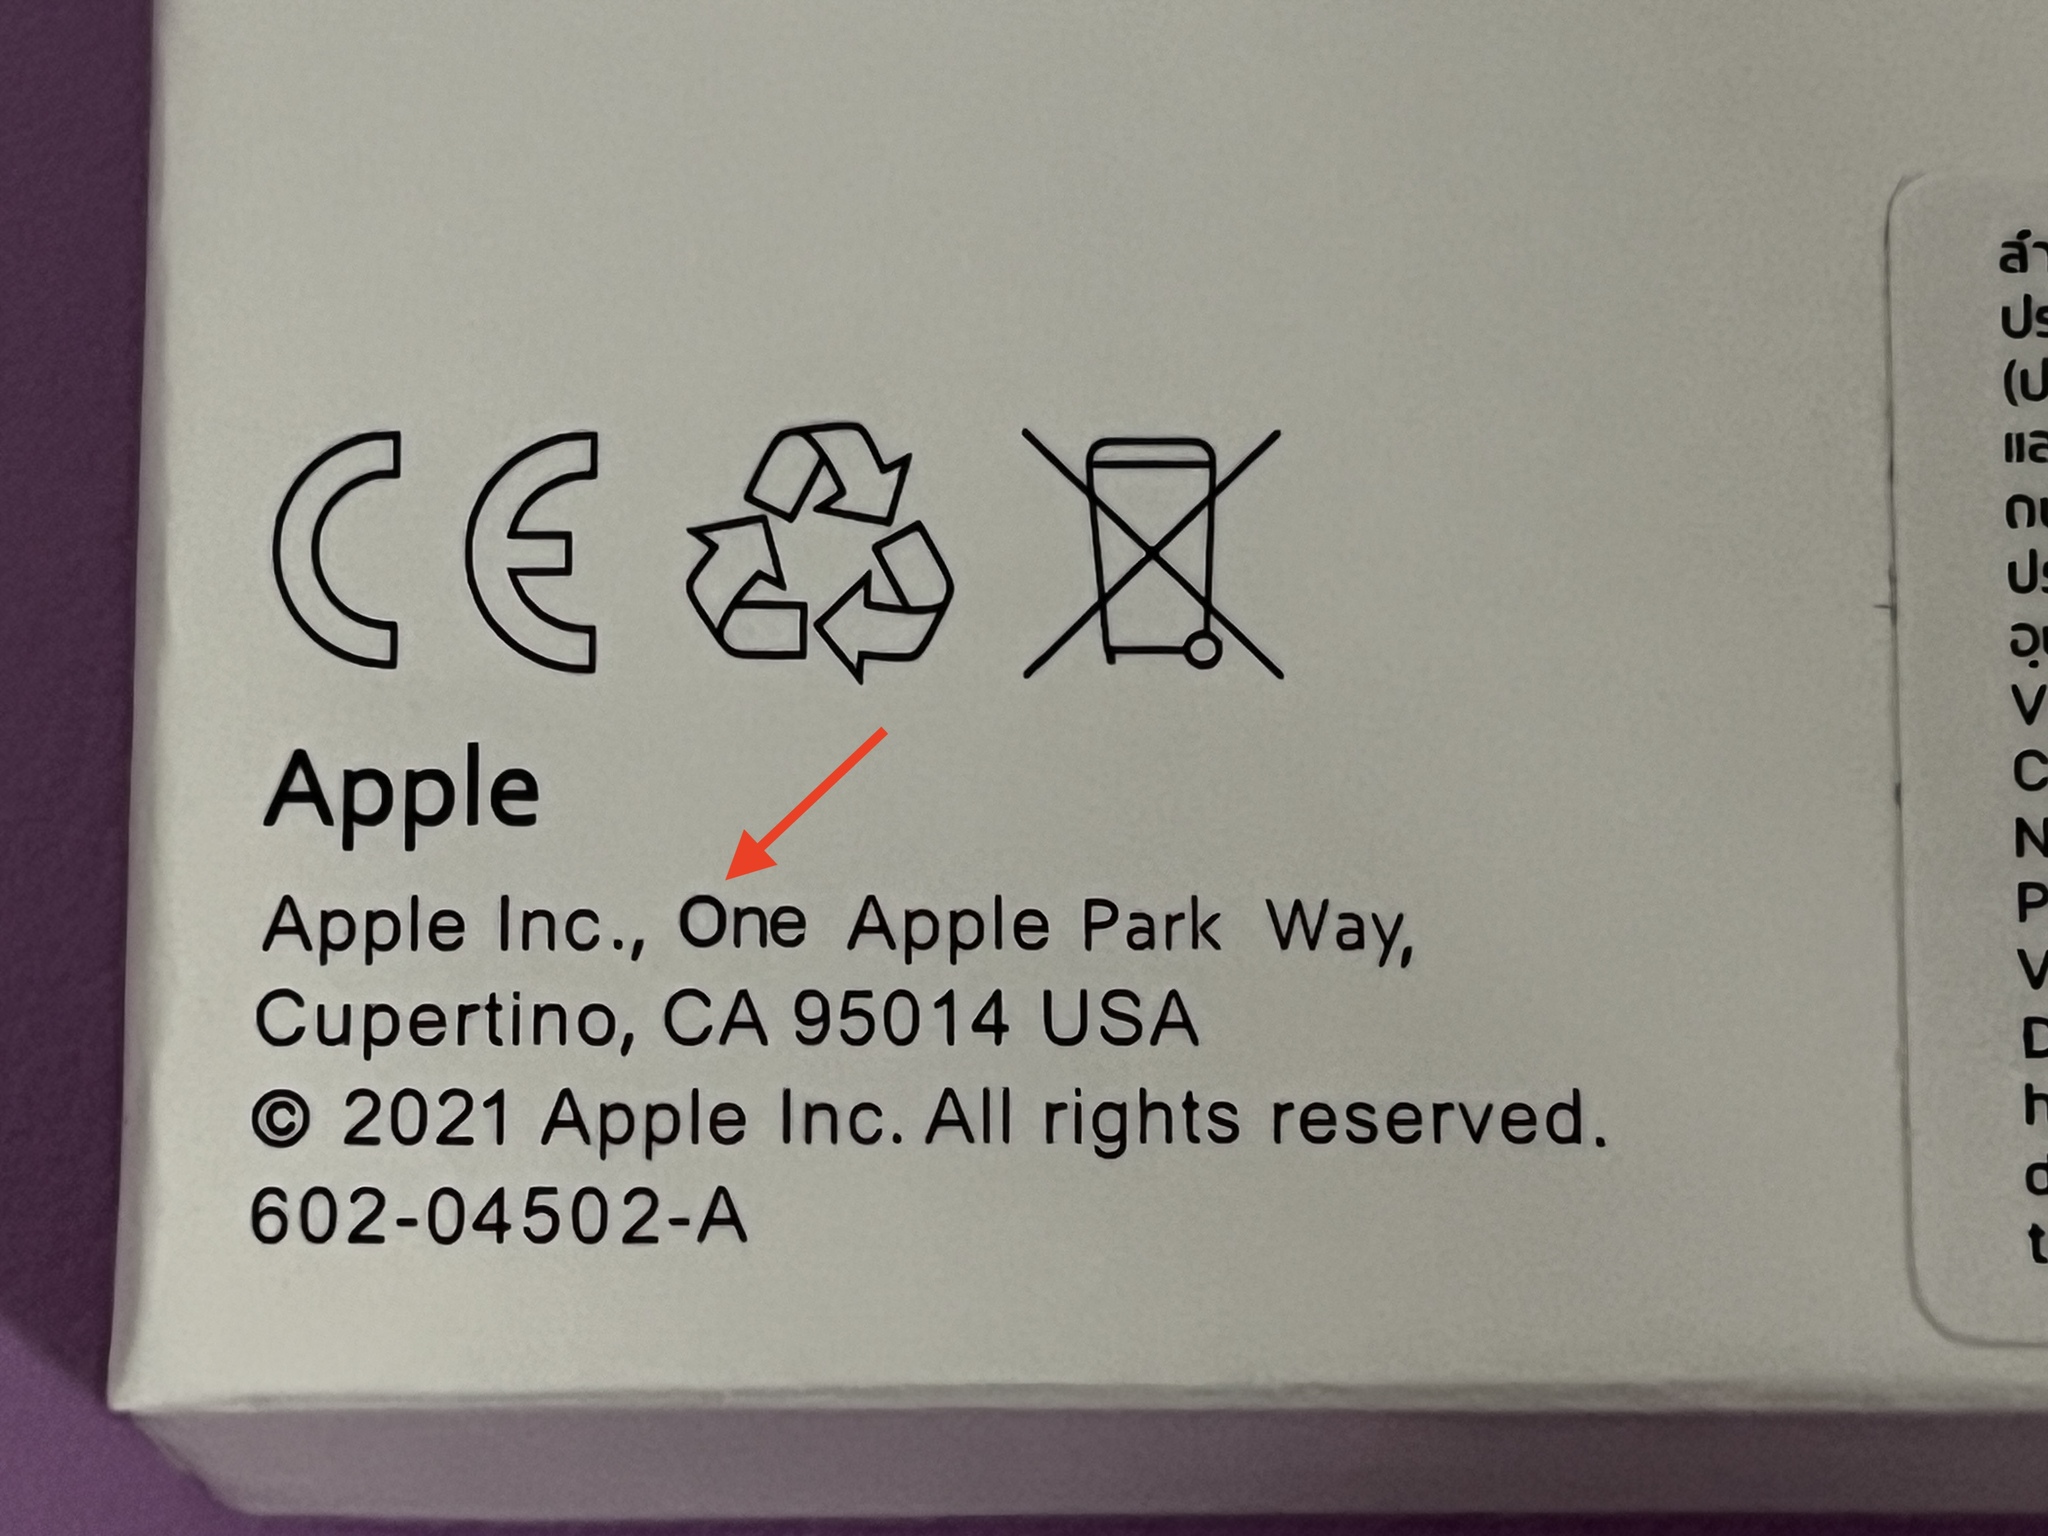 CE
Apple
Apple Inc., One Apple Park Way,
Cupertino, CA 95014 USA
© 2021 Apple Inc. All rights reserved.
602-04502-A